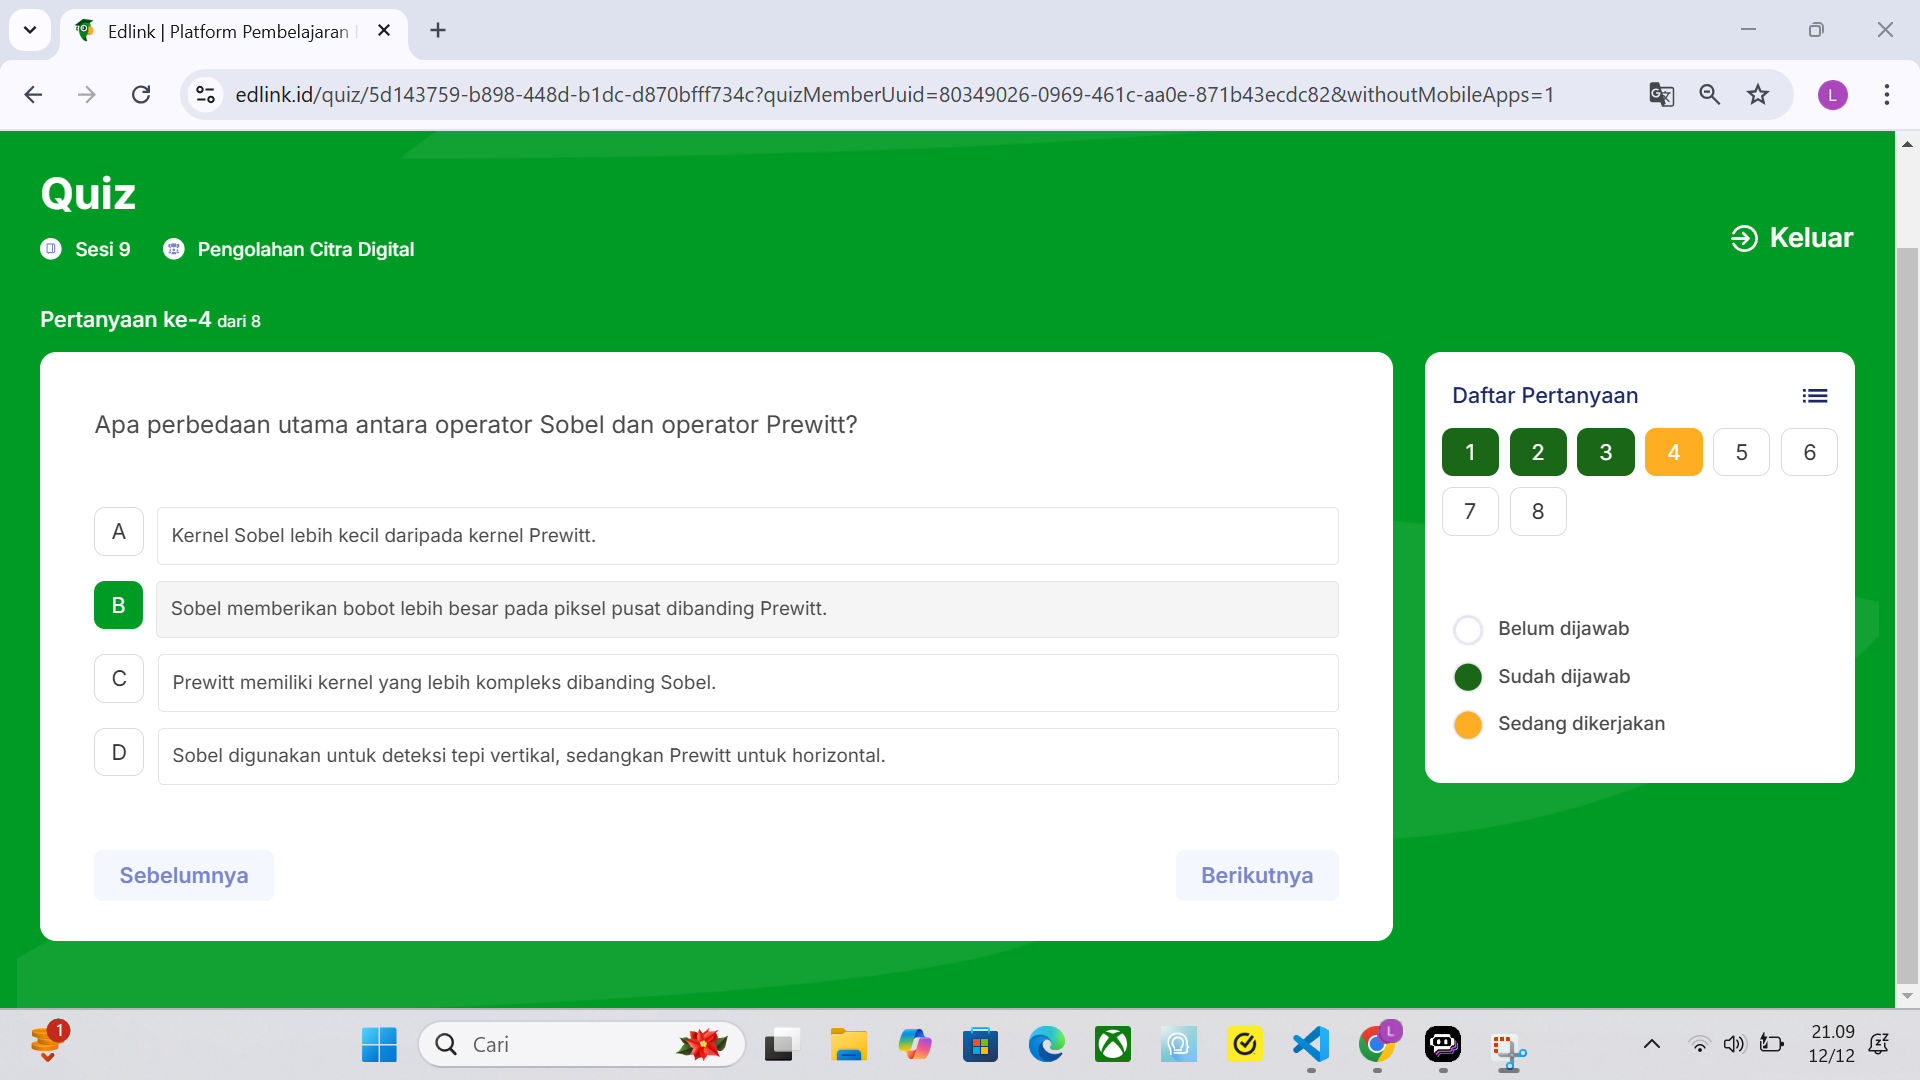 Edlink | Platform Pembelajaran
edlink.id/quiz/5d143759-b898-448d-b1dc-d870bfff734c?quizMemberUuid=80349026-0969-461c-aa0e-871b43ecdc82&withoutMobileApps=1
L
Quiz
Sesi 9
Pengolahan Citra Digital
Keluar
Pertanyaan ke-4 dari 8
Apa perbedaan utama antara operator Sobel dan operator Prewitt?
A
Kernel Sobel lebih kecil daripada kernel Prewitt.
B
Sobel memberikan bobot lebih besar pada piksel pusat dibanding Prewitt.
C
Prewitt memiliki kernel yang lebih kompleks dibanding Sobel.
D
Sobel digunakan untuk deteksi tepi vertikal, sedangkan Prewitt untuk horizontal.
Sebelumnya
Berikutnya
Daftar Pertanyaan
1 2 3 4 5 6
7 8
Belum dijawab
Sudah dijawab
Sedang dikerjakan
1
Cari
L
21.09
12/12